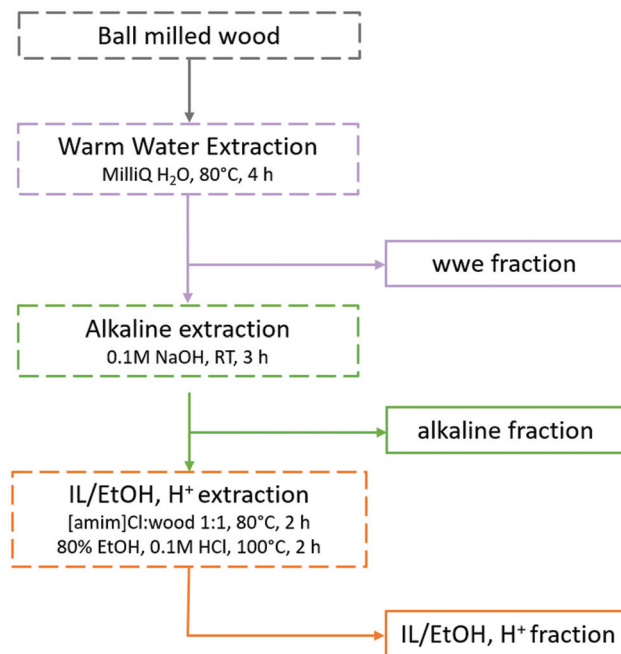 Ball milled wood
Warm Water Extraction
MilliQ H₂O, 80°C, 4 h
wwe fraction
Alkaline extraction
0.1M NaOH, RT, 3 h
alkaline fraction
IL/EtOH, H⁺ extraction
[amim]Cl:wood 1:1, 80°C, 2 h
80% EtOH, 0.1M HCl, 100°C, 2 h
IL/EtOH, H⁺ fraction